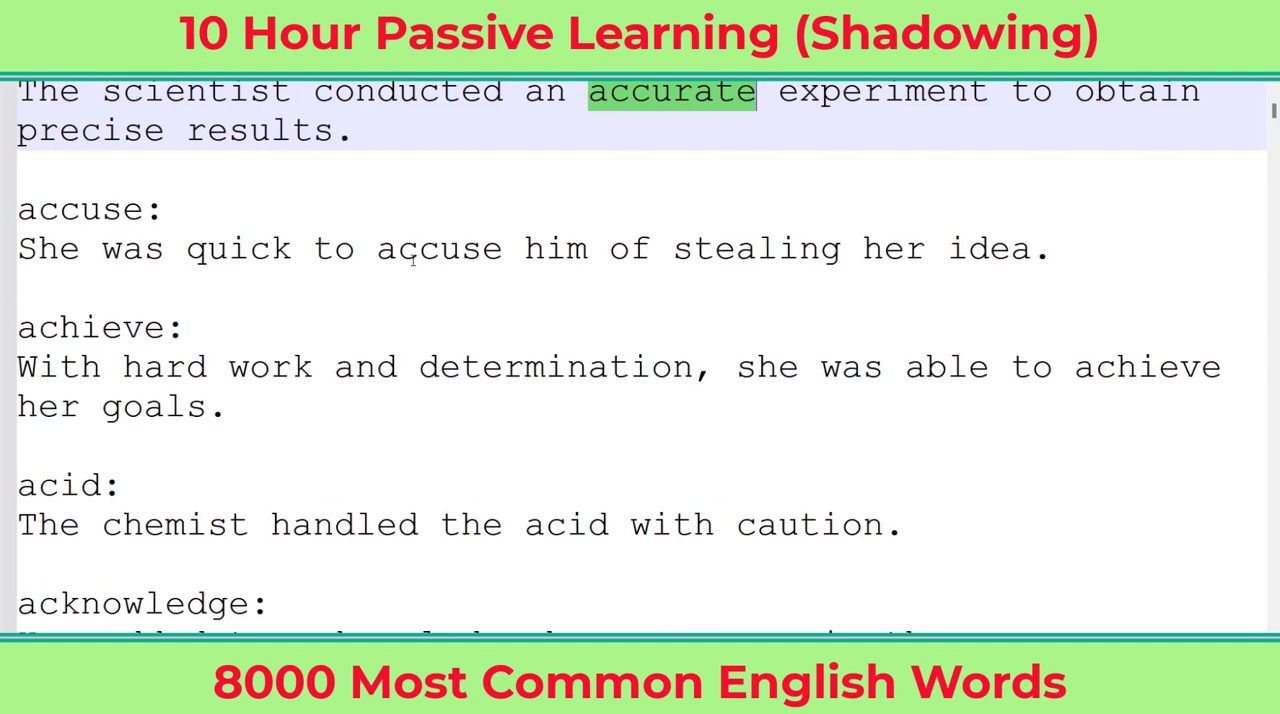 10 Hour Passive Learning (Shadowing)
The scientist conducted an accurate experiment to obtain
precise results.
accuse:
She was quick to accuse him of stealing her idea.
achieve:
With hard work and determination, she was able to achieve
her goals.
acid:
The chemist handled the acid with caution.
acknowledge:
8000 Most Common English Words